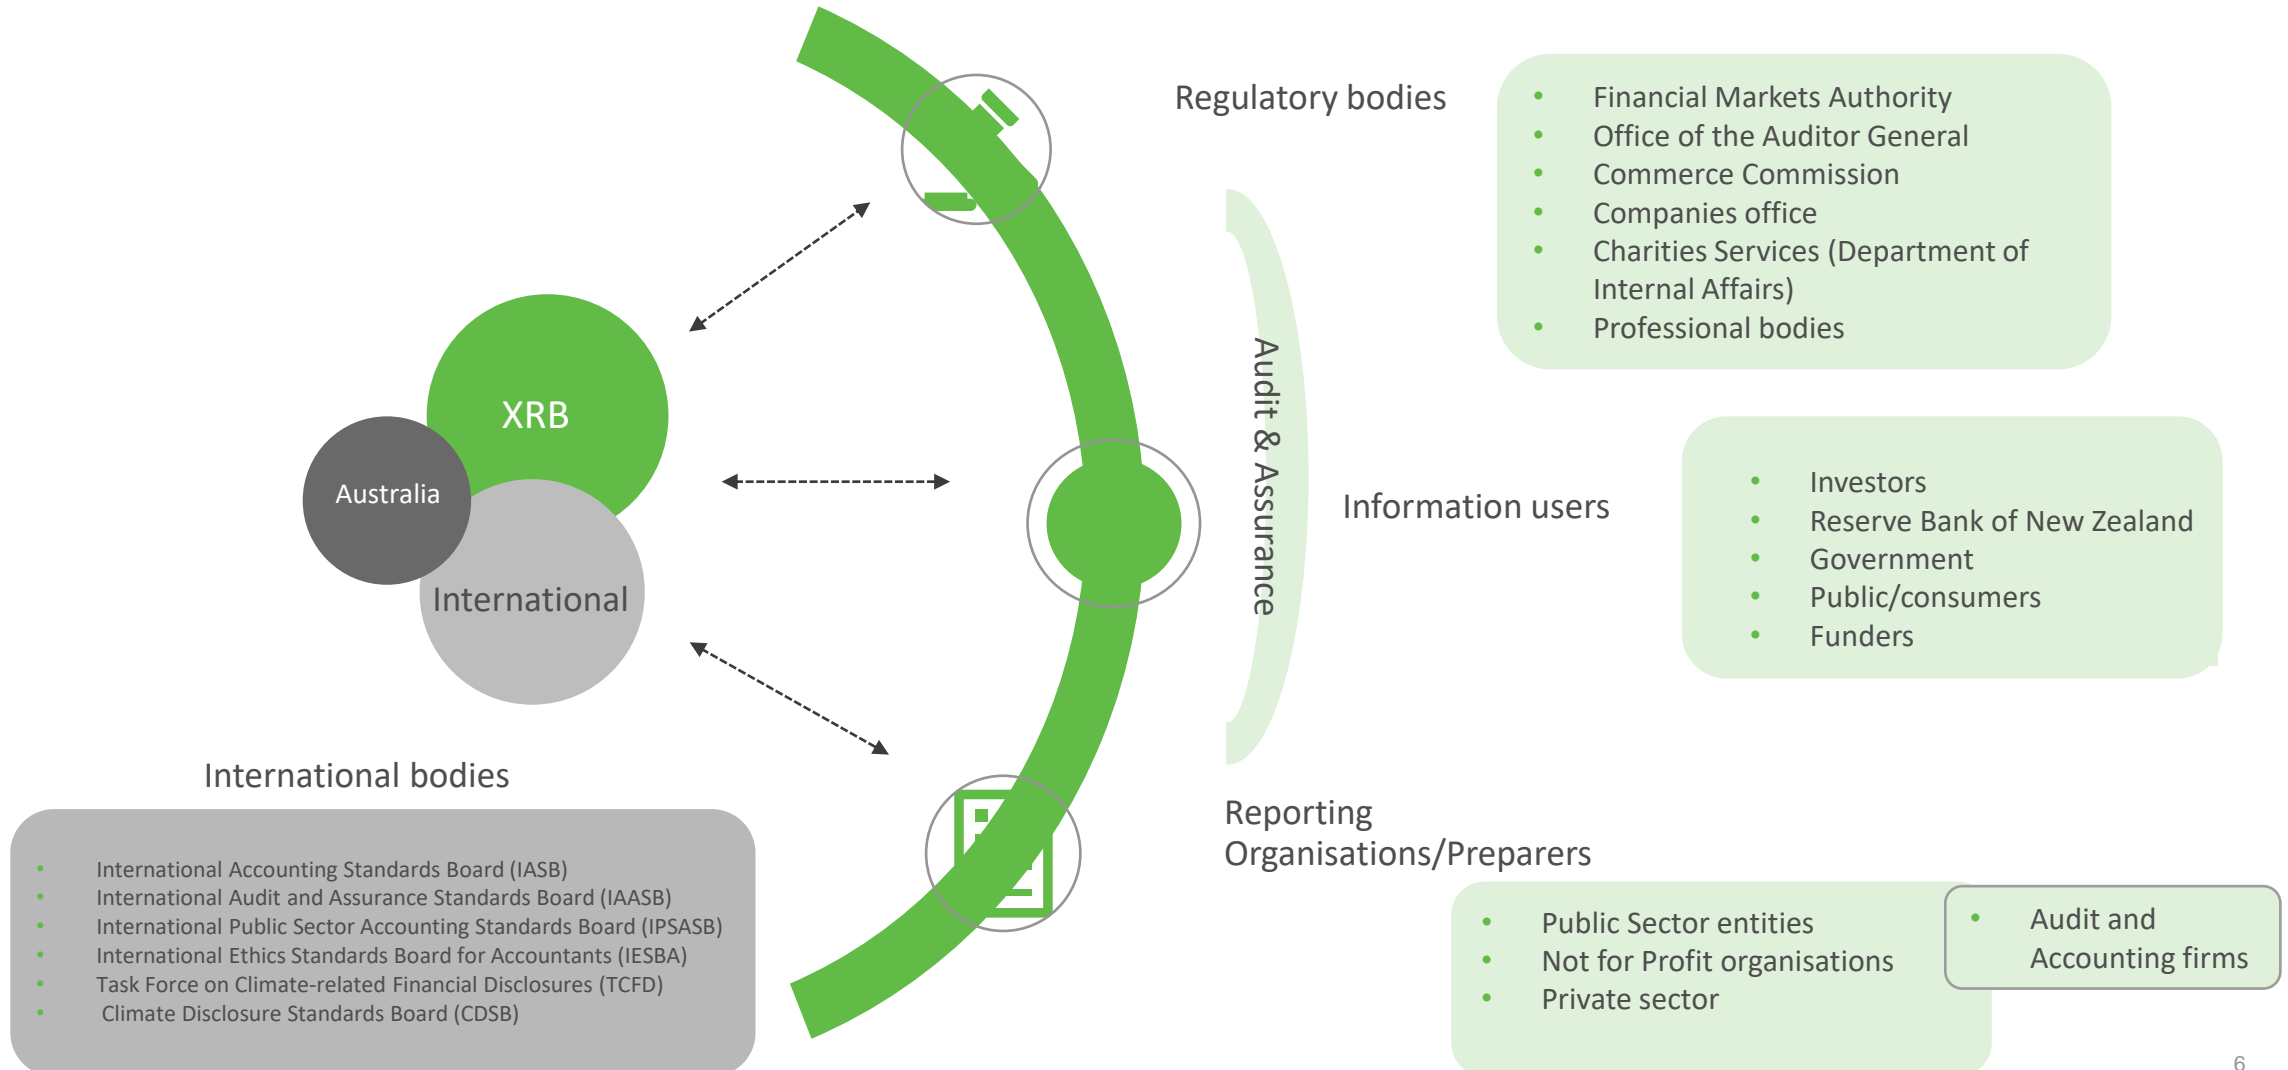 Regulatory bodies
• Financial Markets Authority
• Office of the Auditor General
• Commerce Commission
• Companies office
• Charities Services (Department of
Internal Affairs)
• Professional bodies
XRB
Australia
International
Audit & Assurance
Information users
• Investors
• Reserve Bank of New Zealand
• Government
• Public/consumers
• Funders
International bodies
• International Accounting Standards Board (IASB)
• International Audit and Assurance Standards Board (IAASB)
• International Public Sector Accounting Standards Board (IPSASB)
• International Ethics Standards Board for Accountants (IESBA)
• Task Force on Climate-related Financial Disclosures (TCFD)
• Climate Disclosure Standards Board (CDSB)
Reporting
Organisations/Preparers
• Public Sector entities
• Not for Profit organisations
• Private sector
• Audit and
Accounting firms
6